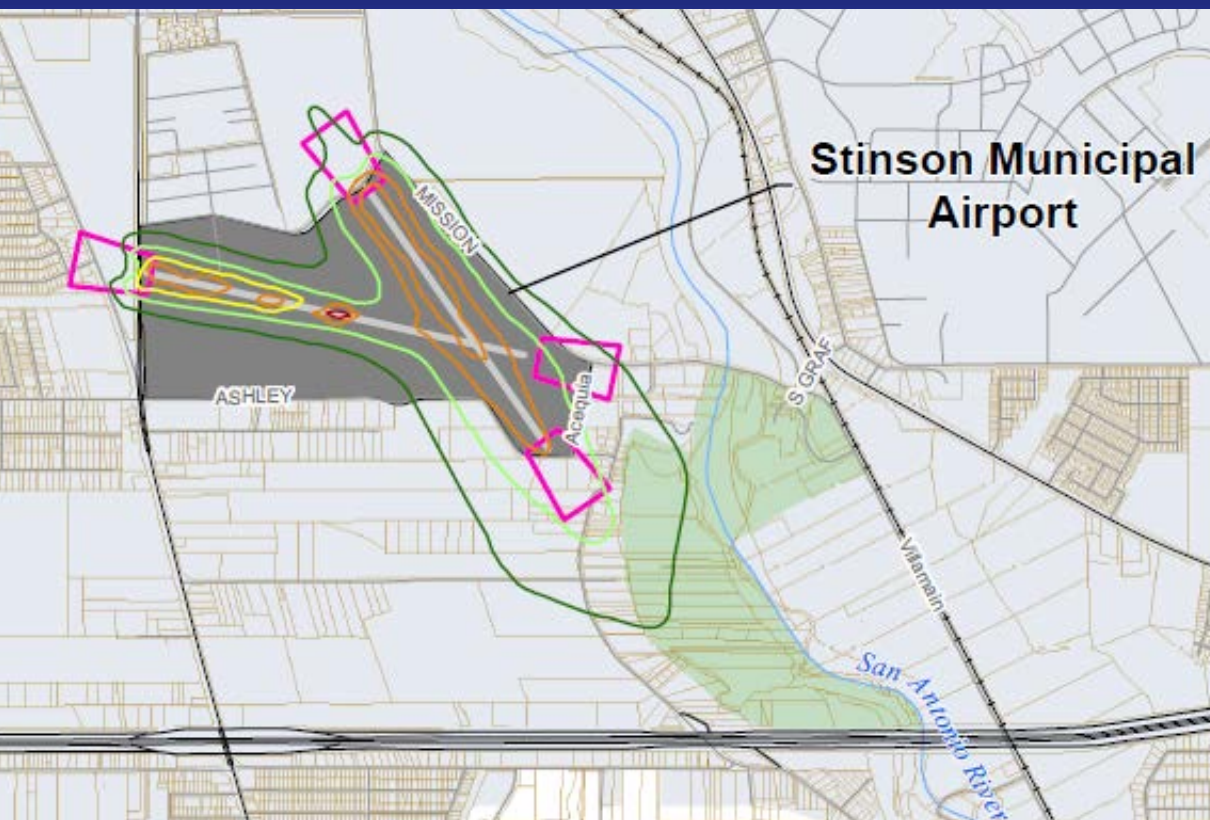 Stinson Municipal
Airport
MISSION
S GRAF
ASHLEY
Acequia
Villamain
San Antonio River